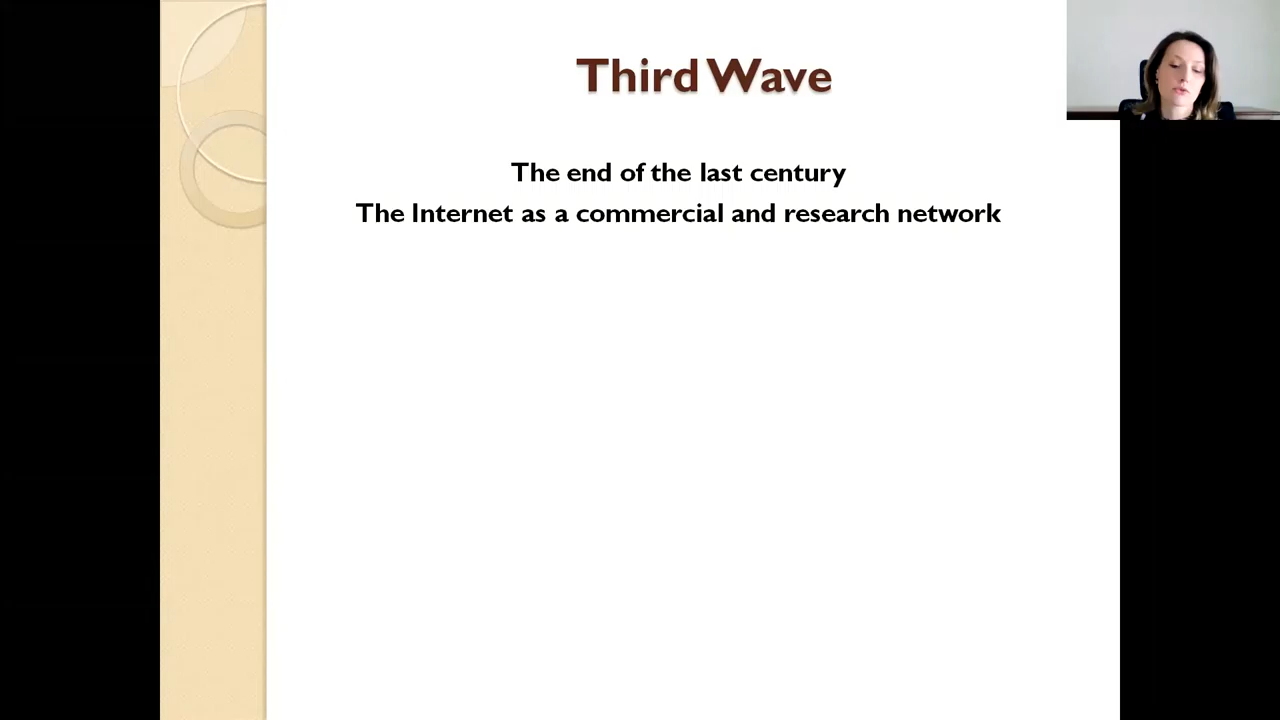 Third Wave
The end of the last century
The Internet as a commercial and research network